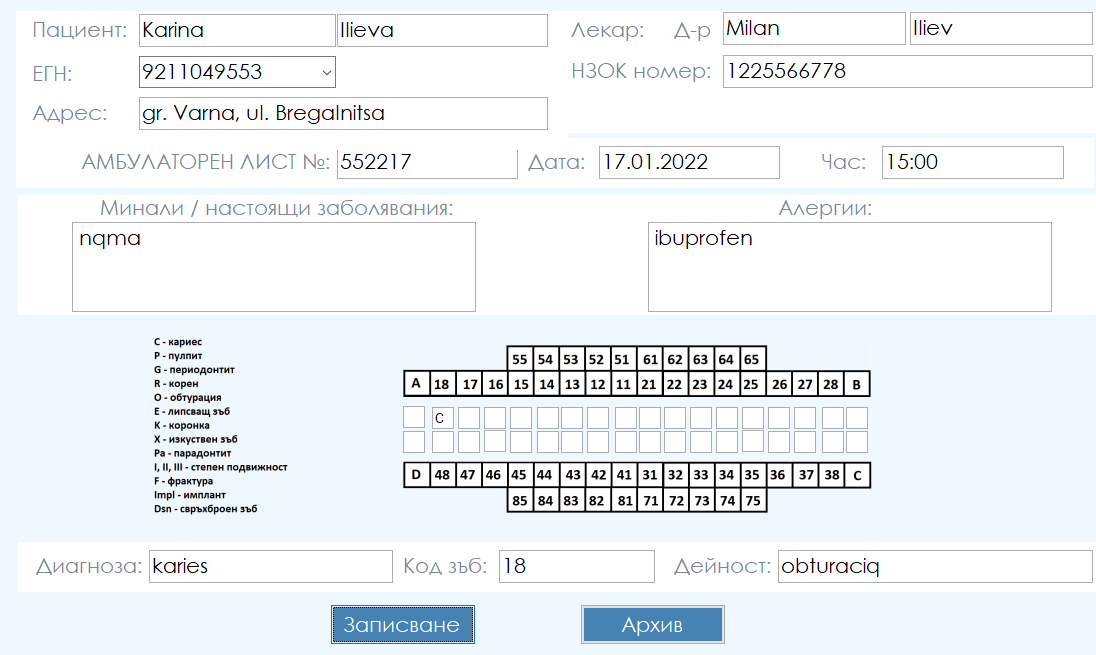 Пациент: Karina Ilieva Лекар: Д-р Milan Iliev
ЕГН: 9211049553 НЗОК номер: 1225566778
Адрес: gr. Varna, ul. Bregalnitsa
АМБУЛАТОРЕН ЛИСТ №: 552217 Дата: 17.01.2022 Час: 15:00
Минали / настоящи заболявания: Алергии:
nqma ibuprofen
C - кариес
P - пулпит
G - периодонтит
R - корен
O - обтурация
E - липсващ зъб
K - коронка
X - изкуствен зъб
Pa - парадонтит
I, II, III - степен подвижност
F - фрактура
Impl - имплант
Dsn - свръхброен зъб
55 54 53 52 51 61 62 63 64 65
A 18 17 16 15 14 13 12 11 21 22 23 24 25 26 27 28 B
C
D 48 47 46 45 44 43 42 41 31 32 33 34 35 36 37 38 C
85 84 83 82 81 71 72 73 74 75
Диагноза: karies Код зъб: 18 Дейност: obturaciq
Записване Архив